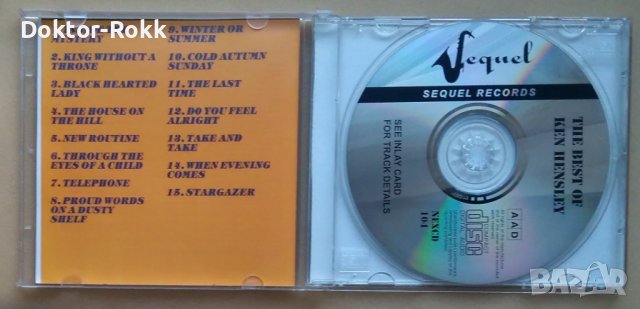 Doktor-Rokk
MYSTERY
2. KING WITHOUT A
THRONE
3. BLACK HEARTED
LADY
4. THE HOUSE ON
THE HILL
5. NEW ROUTINE
6. THROUGH THE
EYES OF A CHILD
7. TELEPHONE
8. PROUD WORDS
ON A DUSTY
SHELF
9. WINTER OR
SUMMER
10. COLD AUTUMN
SUNDAY
11. THE LAST
TIME
12. DO YOU FEEL
ALRIGHT
13. TAKE AND
TAKE
14. WHEN EVENING
COMES
15. STARGAZER
Sequel
SEQUEL RECORDS
SEE INLAY CARD
FOR TRACK DETAILS
THE BEST OF
KEN HENSLEY
AAD
disc
NEXCD
104
BAZAR